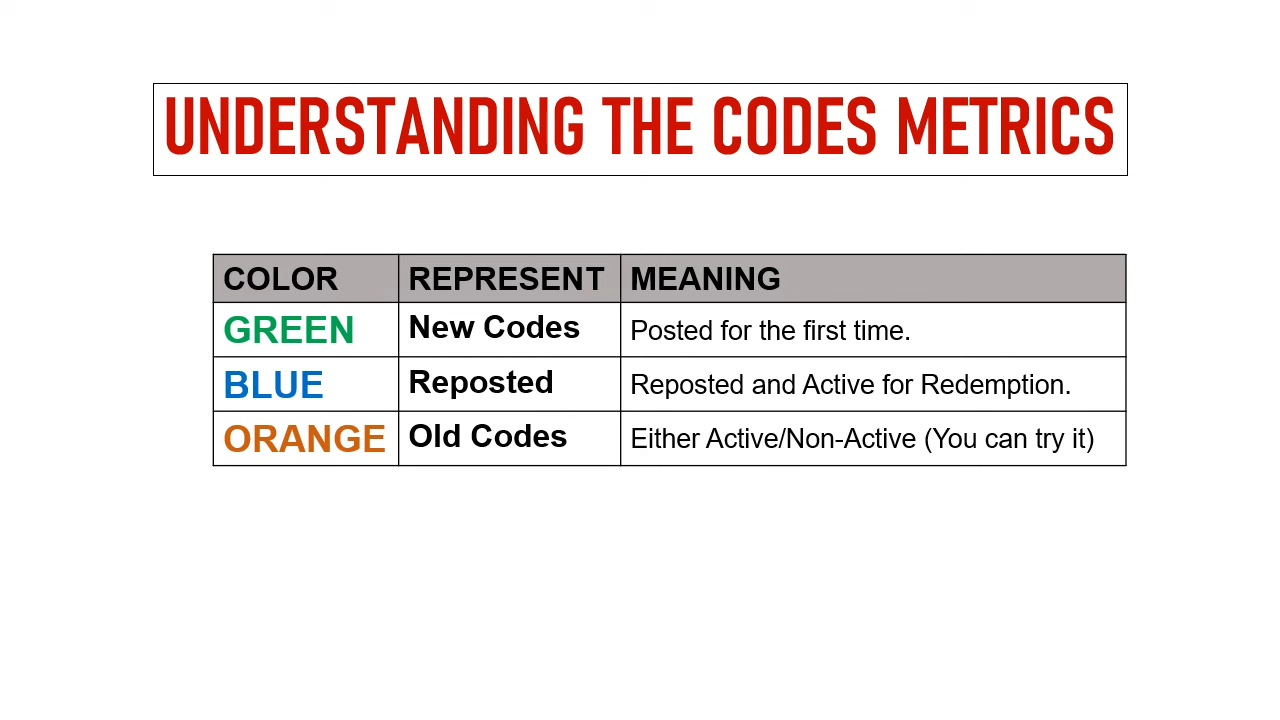 UNDERSTANDING THE CODES METRICS
COLOR REPRESENT MEANING
GREEN New Codes Posted for the first time.
BLUE Reposted Reposted and Active for Redemption.
ORANGE Old Codes Either Active/Non-Active (You can try it)